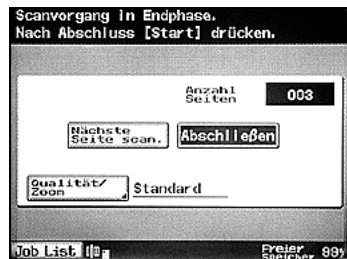 Scanvorgang in Endphase.
Nach Abschluss [Start] drücken.
Anzahl
Seiten
003
Nächste
Seite scan.
Abschließen
Qualität/
Zoom
Standard
Job List
Freier
Speicher 99%